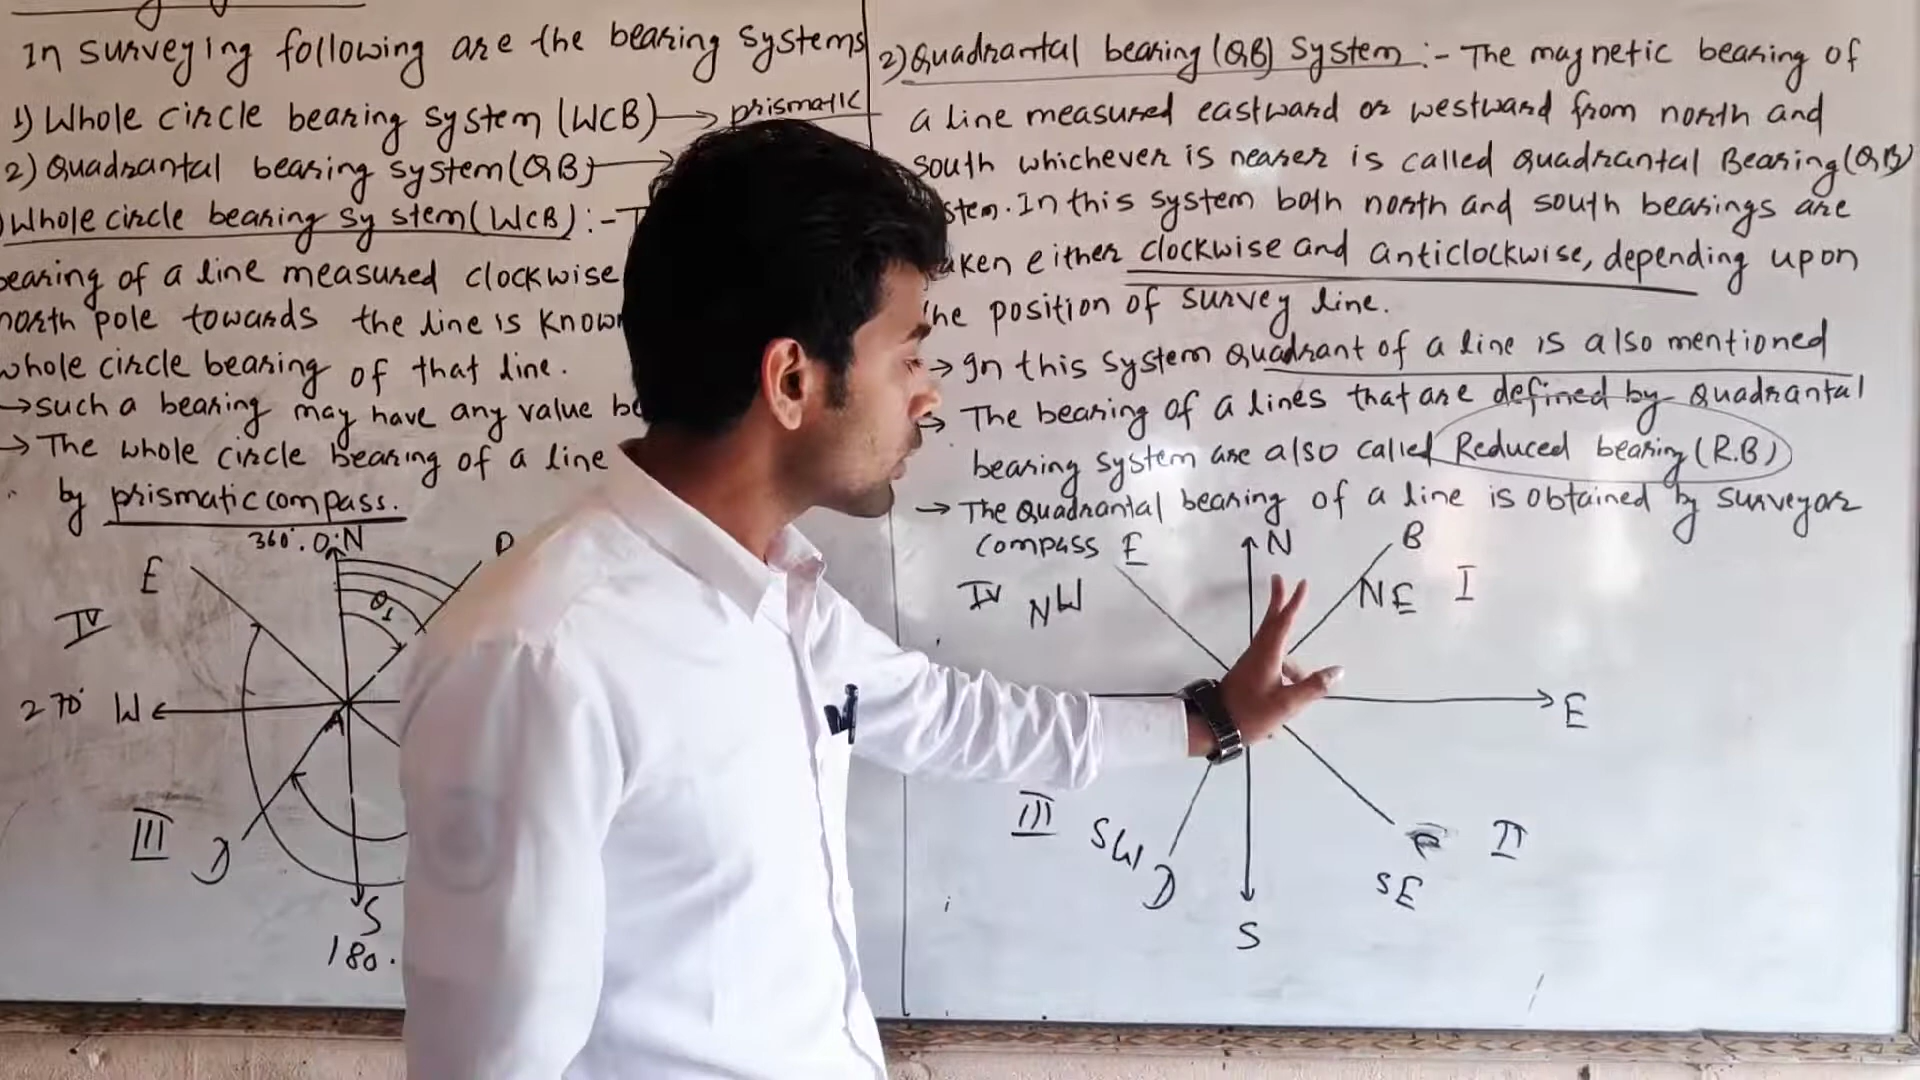 In surveying following are the bearing systems
1) Whole circle bearing system (WCB) → prismatic
2) Quadrantal bearing system (QB) →
Whole circle bearing system (WCB) :-
bearing of a line measured clockwise
north pole towards the line is know
whole circle bearing of that line.
→ such a bearing may have any value be
→ The whole circle bearing of a line
by prismatic compass.
360°. 0°. N
E
IV
θ1
270° W
A
III
D
S
180.
2) Quadrantal bearing (QB) System :- The magnetic bearing of
a line measured eastward or westward from north and
south whichever is nearer is called Quadrantal Bearing (QB)
stem. In this system both north and south bearings are
aken either clockwise and anticlockwise, depending upon
he position of survey line.
→ In this system Quadrant of a line is also mentioned
→ The bearing of a lines that are defined by Quadrantal
bearing system are also called Reduced bearing (R.B)
→ The Quadrantal bearing of a line is obtained by surveyor
compass E
N
B
IV NW
NE I
E
III SW
D
II
SE
S